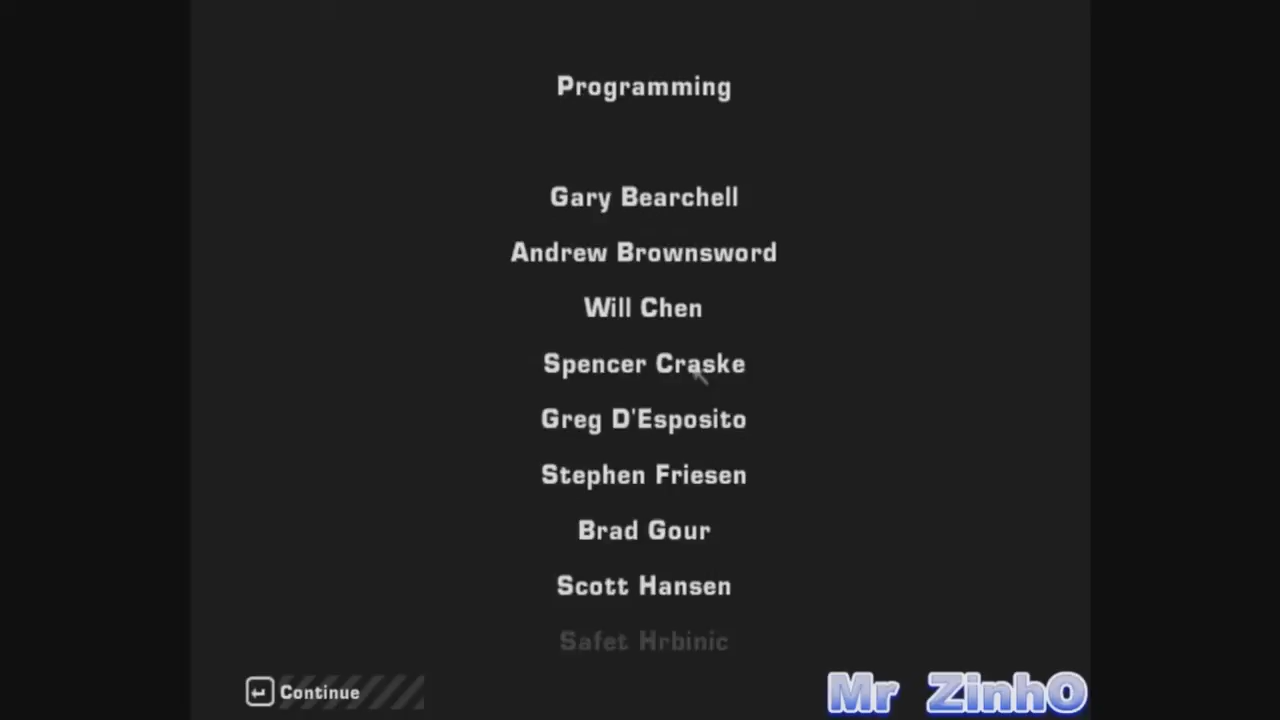 Programming
Gary Bearchell
Andrew Brownsword
Will Chen
Spencer Craske
Greg D'Esposito
Stephen Friesen
Brad Gour
Scott Hansen
Safet Hrbinic
Continue
Mr ZinhO